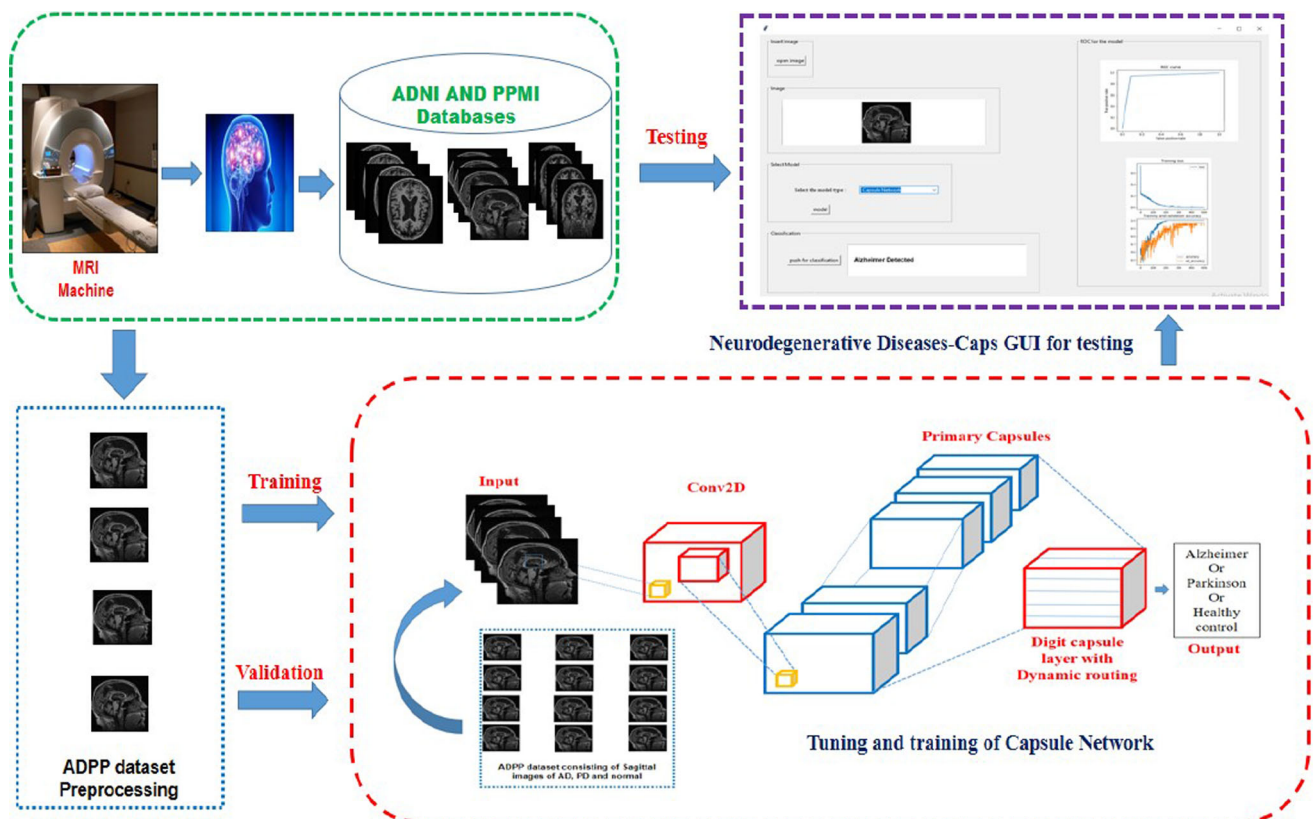 ADNI AND PPMI
Databases
MRI
Machine
Testing
Insert image
open image
Image
Select Model
Select the model type :
Capsule Network
model
Classification
push for classification
Alzheimer Detected
ROC for the model
ROC curve
Training loss
Neurodegenerative Diseases-Caps GUI for testing
Training
Validation
ADPP dataset
Preprocessing
Input
Conv2D
Primary Capsules
Digit capsule
layer with
Dynamic routing
Alzheimer
Or
Parkinson
Or
Healthy
control
Output
ADPP dataset consisting of Sagittal
images of AD, PD and normal
Tuning and training of Capsule Network